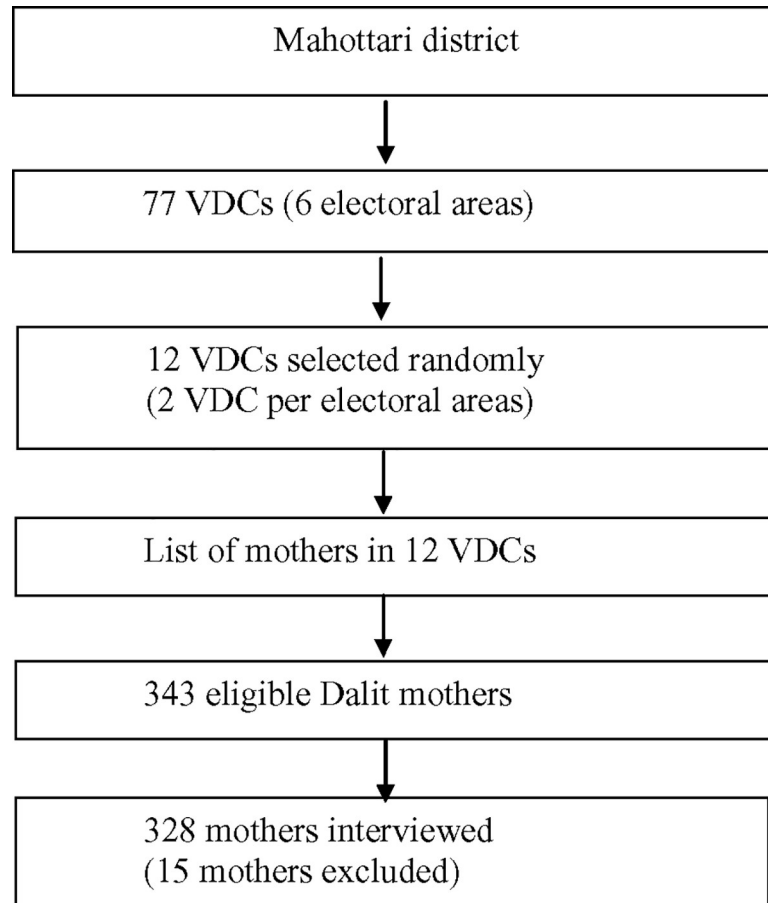 Mahottari district
77 VDCs (6 electoral areas)
12 VDCs selected randomly
(2 VDC per electoral areas)
List of mothers in 12 VDCs
343 eligible Dalit mothers
328 mothers interviewed
(15 mothers excluded)